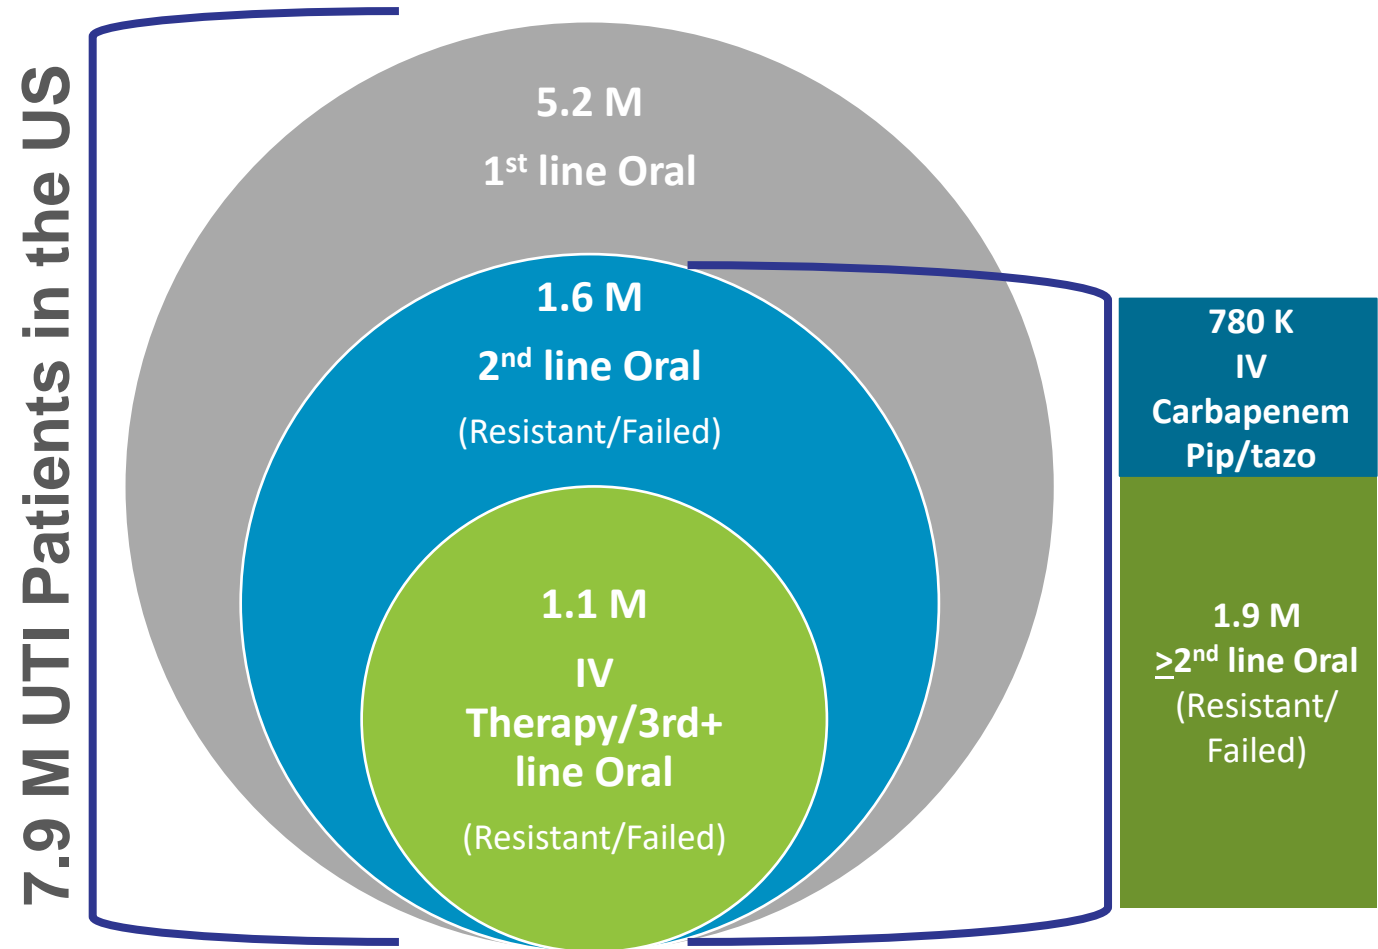 7.9 M UTI Patients in the US
5.2 M
1st line Oral
1.6 M
2nd line Oral
(Resistant/Failed)
1.1 M
IV
Therapy/3rd+
line Oral
(Resistant/Failed)
780 K
IV
Carbapenem
Pip/tazo
1.9 M
≥2nd line Oral
(Resistant/
Failed)